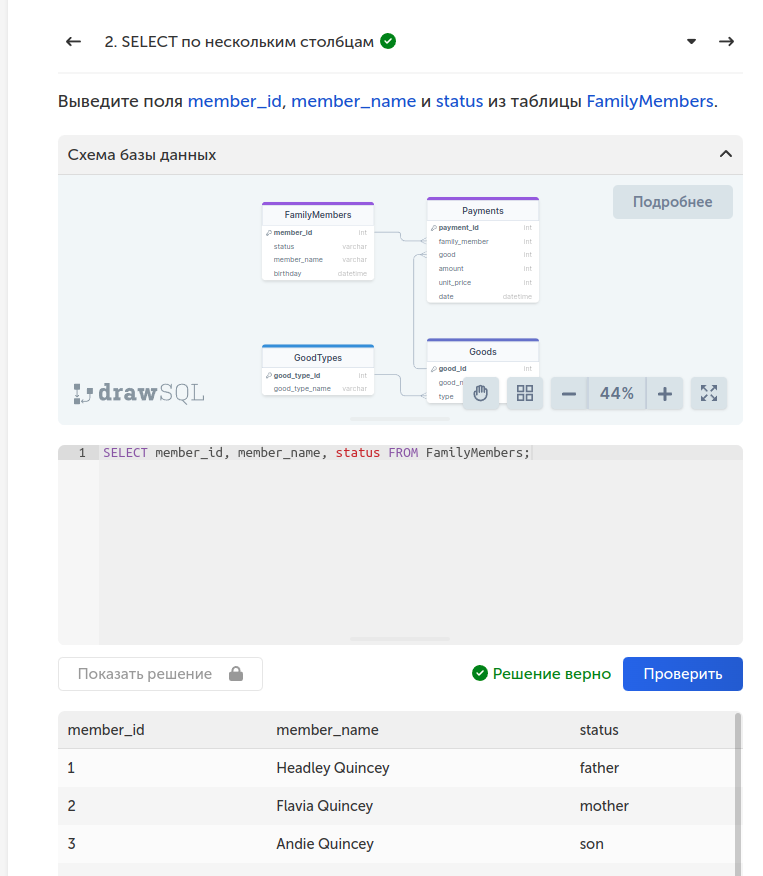 2. SELECT по нескольким столбцам
Выведите поля member_id, member_name и status из таблицы FamilyMembers.
Схема базы данных
Подробнее
FamilyMembers
member_id int
status varchar
member_name varchar
birthday datetime
Payments
payment_id int
family_member int
good int
amount int
unit_price int
date datetime
GoodTypes
good_type_id int
good_type_name varchar
Goods
good_id int
type
drawSQL
44%
1 SELECT member_id, member_name, status FROM FamilyMembers;
Показать решение
Решение верно
Проверить
member_id member_name status
1 Headley Quincey father
2 Flavia Quincey mother
3 Andie Quincey son